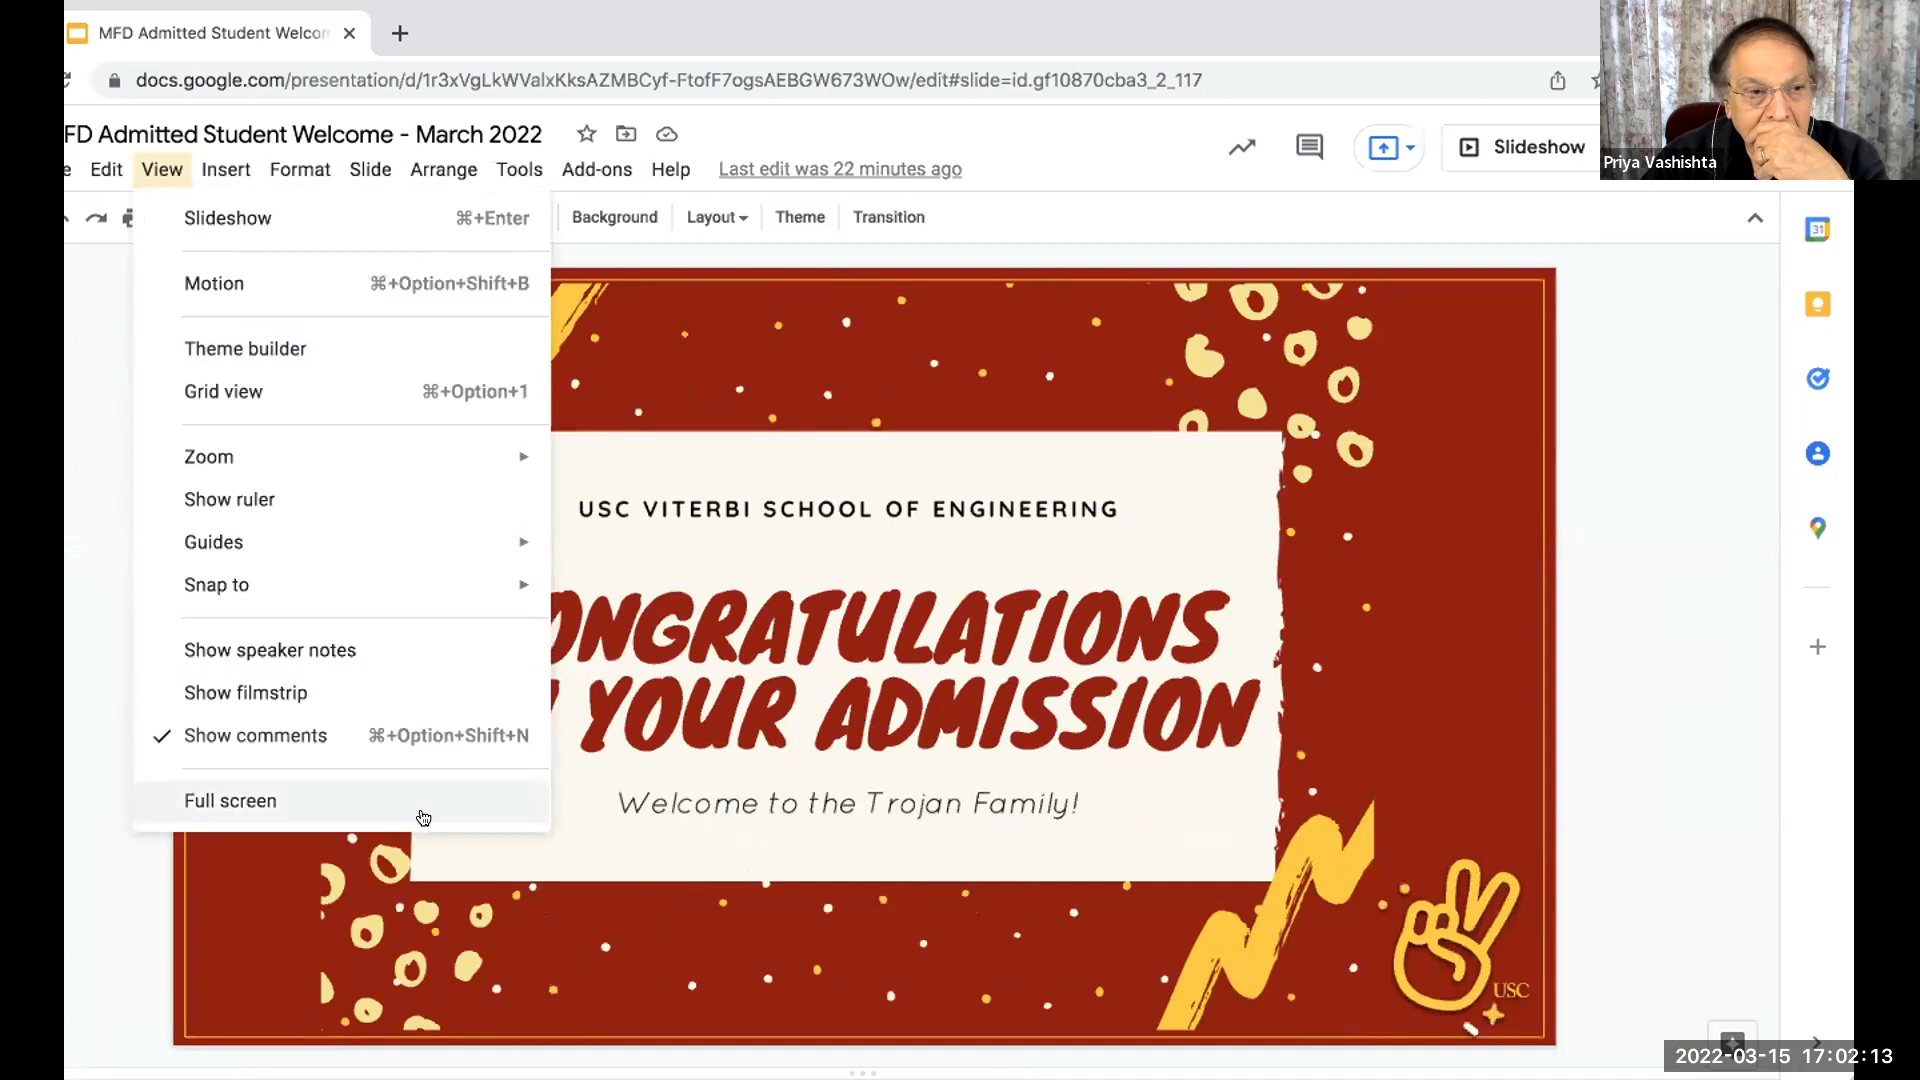 MFD Admitted Student Welcom
docs.google.com/presentation/d/1r3xVgLkWValxKksAZMBCyf-FtofF7ogsAEBGW673WOw/edit#slide=id.gf10870cba3_2_117
FD Admitted Student Welcome - March 2022
Slideshow
Priya Vashishta
e Edit View Insert Format Slide Arrange Tools Add-ons Help Last edit was 22 minutes ago
Background Layout Theme Transition
Slideshow ⌘+Enter
Motion ⌘+Option+Shift+B
Theme builder
Grid view ⌘+Option+1
Zoom
Show ruler
Guides
Snap to
Show speaker notes
Show filmstrip
Show comments ⌘+Option+Shift+N
Full screen
31
USC VITERBI SCHOOL OF ENGINEERING
ONGRATULATIONS
YOUR ADMISSION
Welcome to the Trojan Family!
USC
2022-03-15 17:02:13